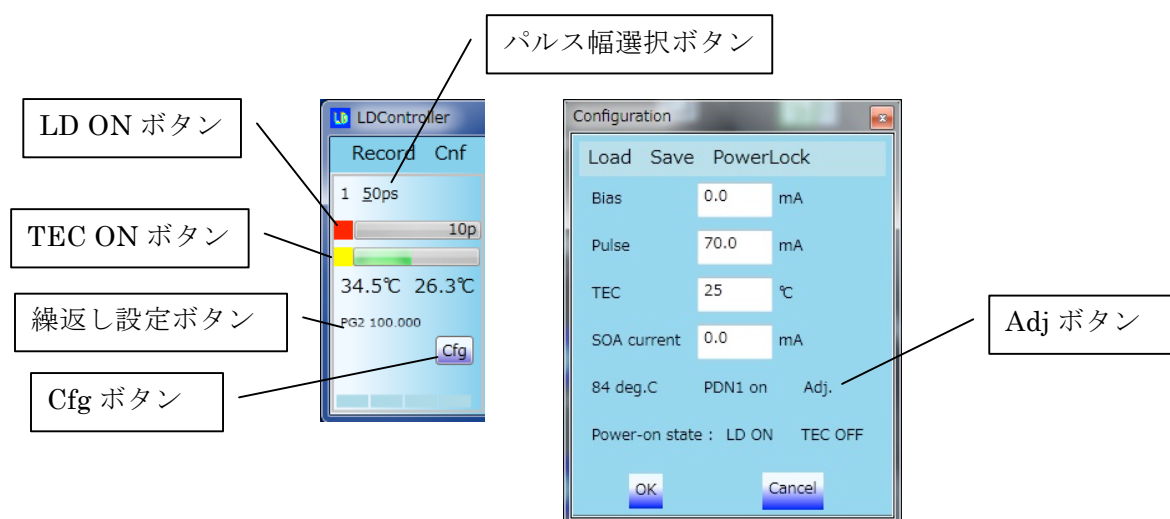 パルス幅選択ボタン
LD ON ボタン
TEC ON ボタン
繰返し設定ボタン
Cfg ボタン
LD LDController
Record Cnf
1 50ps
10p
34.5℃ 26.3℃
PG2 100.000
Cfg
Configuration
Load Save PowerLock
Bias 0.0 mA
Pulse 70.0 mA
TEC 25 ℃
SOA current 0.0 mA
84 deg.C PDN1 on Adj.
Power-on state : LD ON TEC OFF
OK Cancel
Adj ボタン